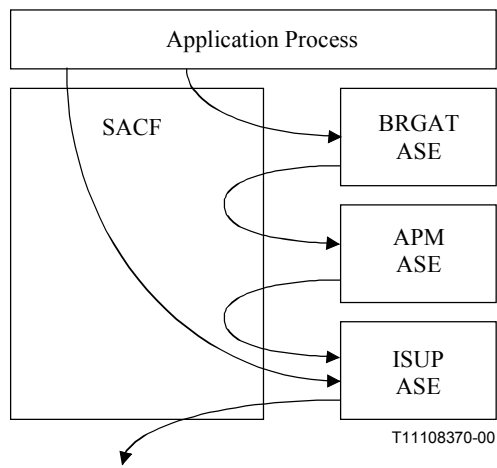 Application Process
SACF
BRGAT
ASE
APM
ASE
ISUP
ASE
T11108370-00